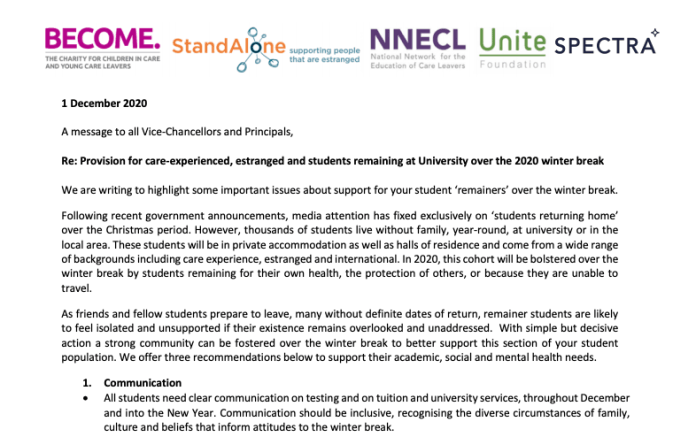 BECOME.
THE CHARITY FOR CHILDREN IN CARE
AND YOUNG CARE LEAVERS
StandAlone supporting people
that are estranged
NNECL
National Network for the
Education of Care Leavers
Unite
Foundation
SPECTRA
1 December 2020
A message to all Vice-Chancellors and Principals,
Re: Provision for care-experienced, estranged and students remaining at University over the 2020 winter break
We are writing to highlight some important issues about support for your student ‘remainers’ over the winter break.
Following recent government announcements, media attention has fixed exclusively on ‘students returning home’
over the Christmas period. However, thousands of students live without family, year-round, at university or in the
local area. These students will be in private accommodation as well as halls of residence and come from a wide range
of backgrounds including care experience, estranged and international. In 2020, this cohort will be bolstered over the
winter break by students remaining for their own health, the protection of others, or because they are unable to
travel.
As friends and fellow students prepare to leave, many without definite dates of return, remainer students are likely
to feel isolated and unsupported if their existence remains overlooked and unaddressed. With simple but decisive
action a strong community can be fostered over the winter break to better support this section of your student
population. We offer three recommendations below to support their academic, social and mental health needs.
1. Communication
• All students need clear communication on testing and on tuition and university services, throughout December
and into the New Year. Communication should be inclusive, recognising the diverse circumstances of family,
culture and beliefs that inform attitudes to the winter break.